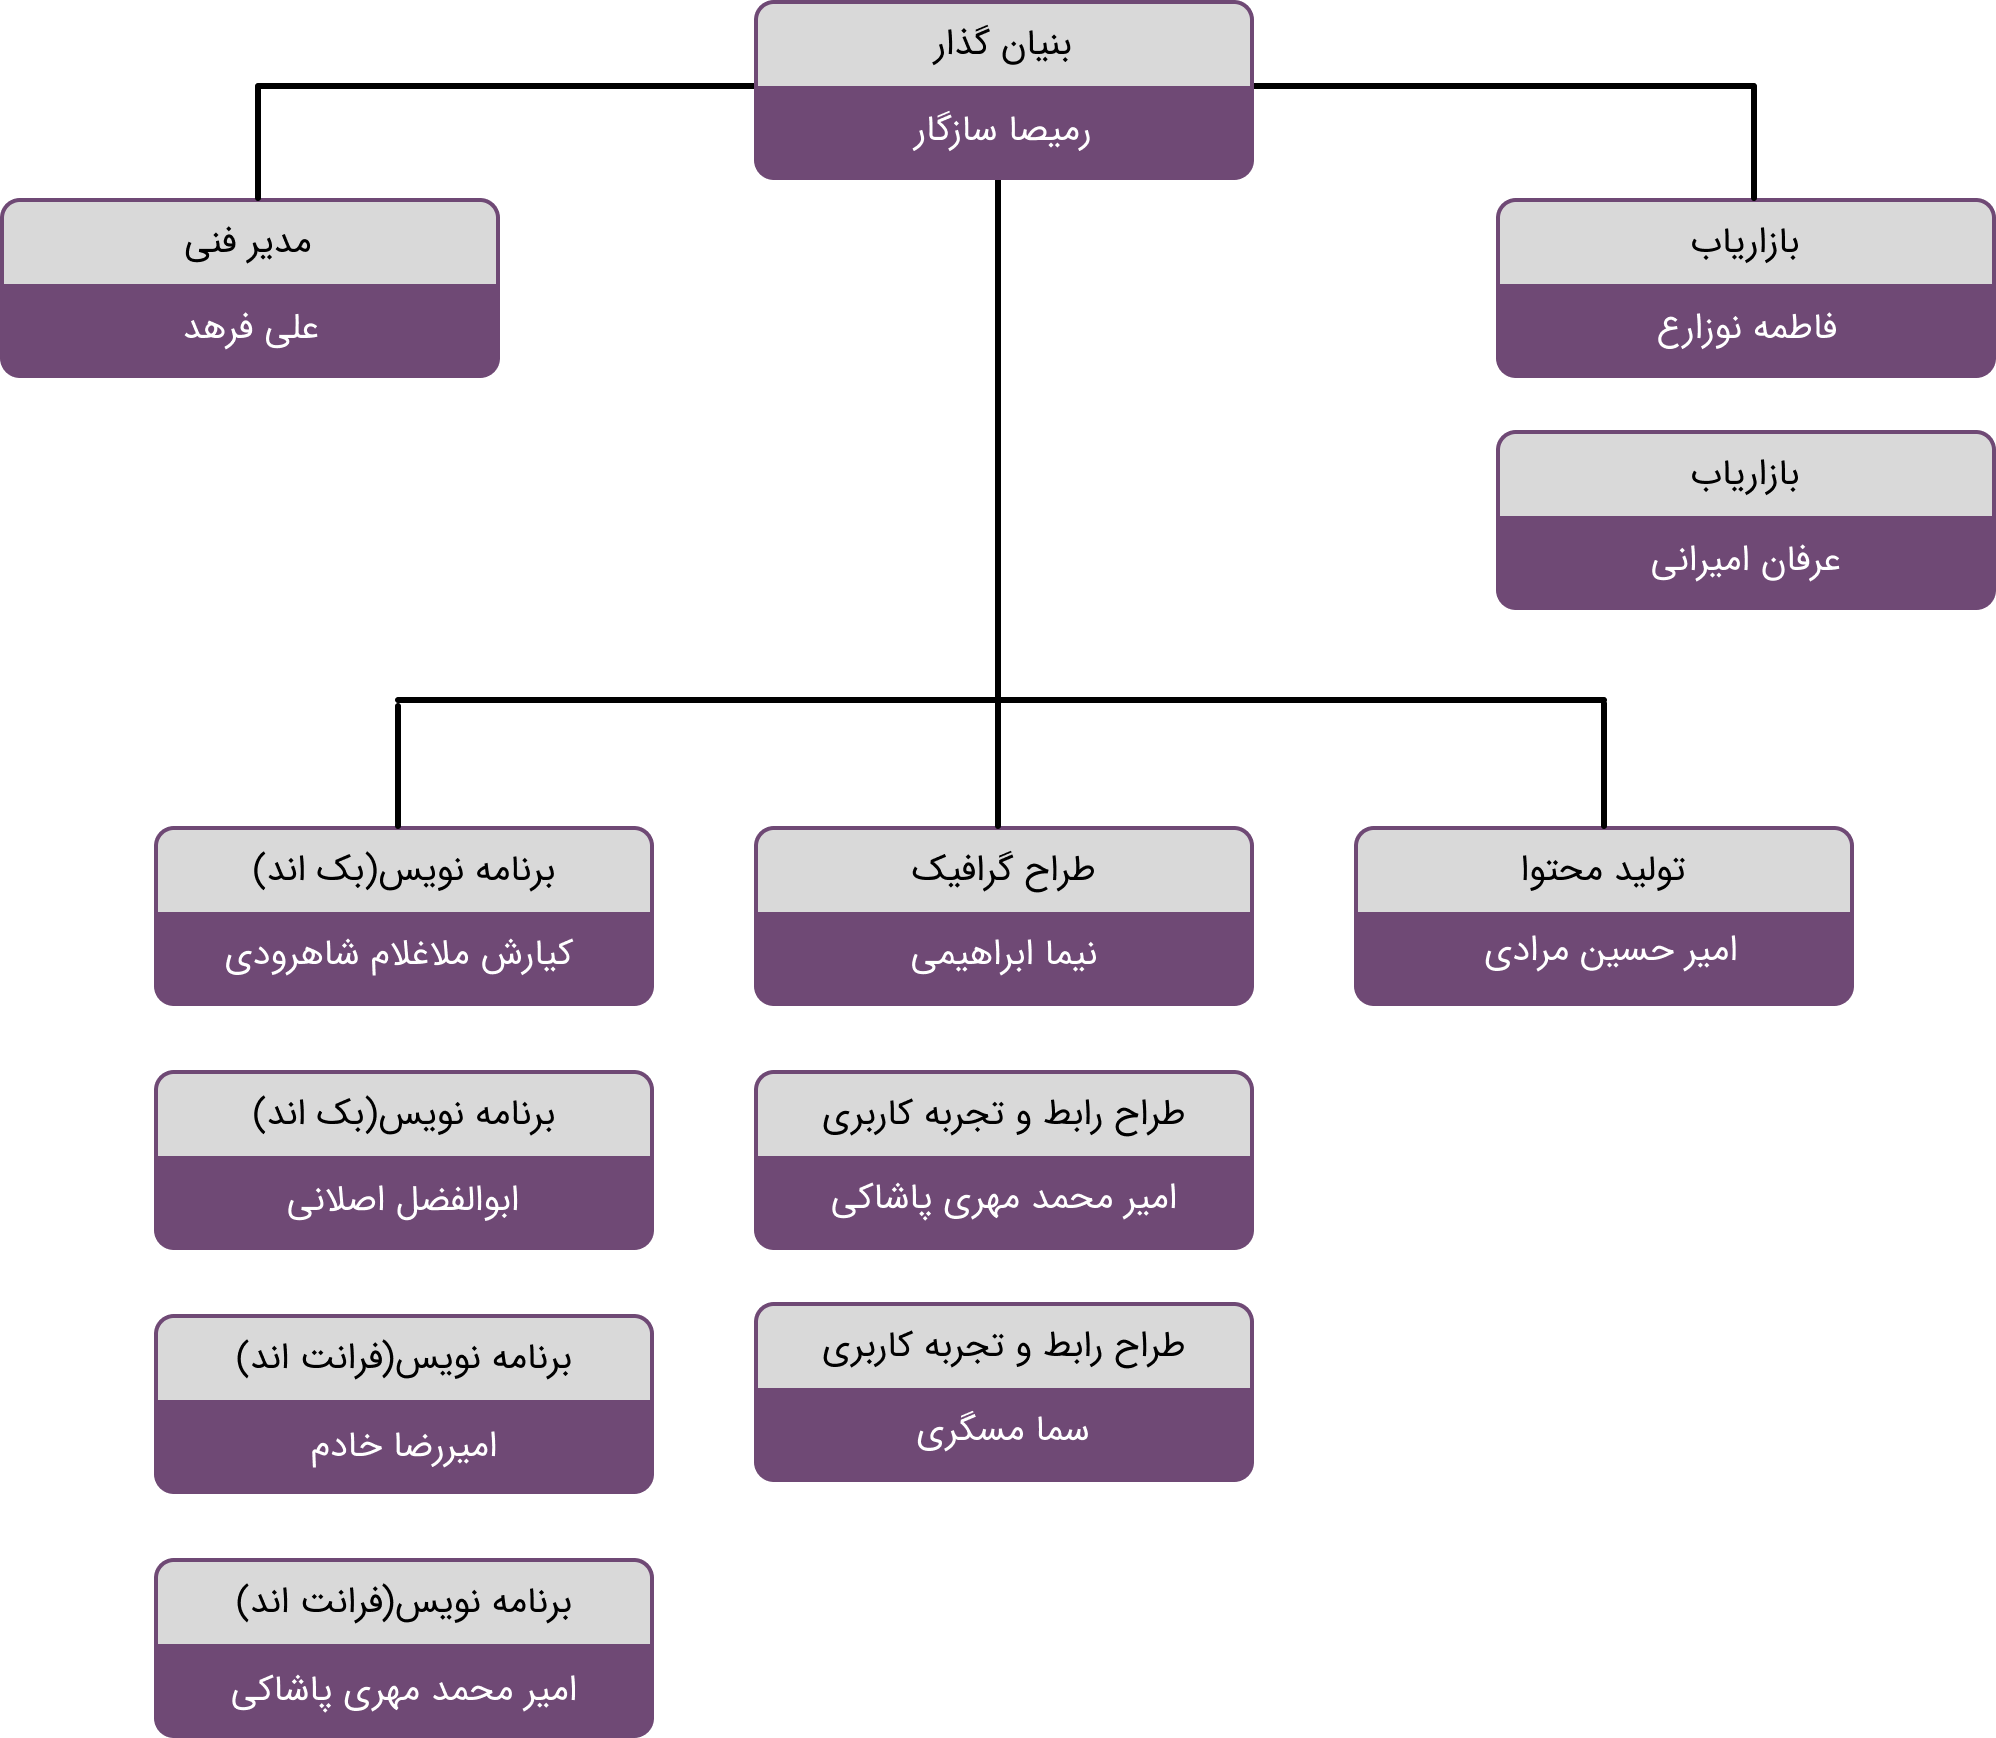 بنیان گذار
رمیصا سازگار
بازاریاب
فاطمه نوزارع
بازاریاب
عرفان امیرانی
مدیر فنی
علی فرهد
تولید محتوا
امیر حسین مرادی
طراح گرافیک
نیما ابراهیمی
طراح رابط و تجربه کاربری
امیر محمد مهری پاشاکی
طراح رابط و تجربه کاربری
سما مسگری
برنامه نویس(بک اند)
کیارش ملاغلام شاهرودی
برنامه نویس(بک اند)
ابوالفضل اصلانی
برنامه نویس(فرانت اند)
امیررضا خادم
برنامه نویس(فرانت اند)
امیر محمد مهری پاشاکی